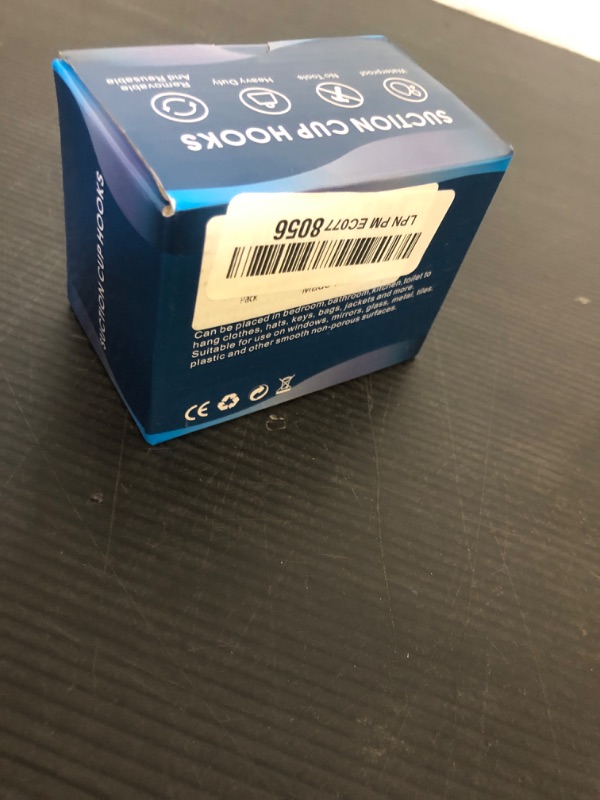 SUCTION CUP HOOKS
Waterproof
No Tools
Heavy Duty
Removable
And Reusable
SUCTION CUP HOOKS
LPN PM EC077 8056
Can be placed in bedroom, bathroom, kitchen, toilet to
hang clothes, hats, keys, bags, jackets and more.
Suitable for use on windows, mirrors, glass, metal, tiles.
plastic and other smooth non-porous surfaces.
CE